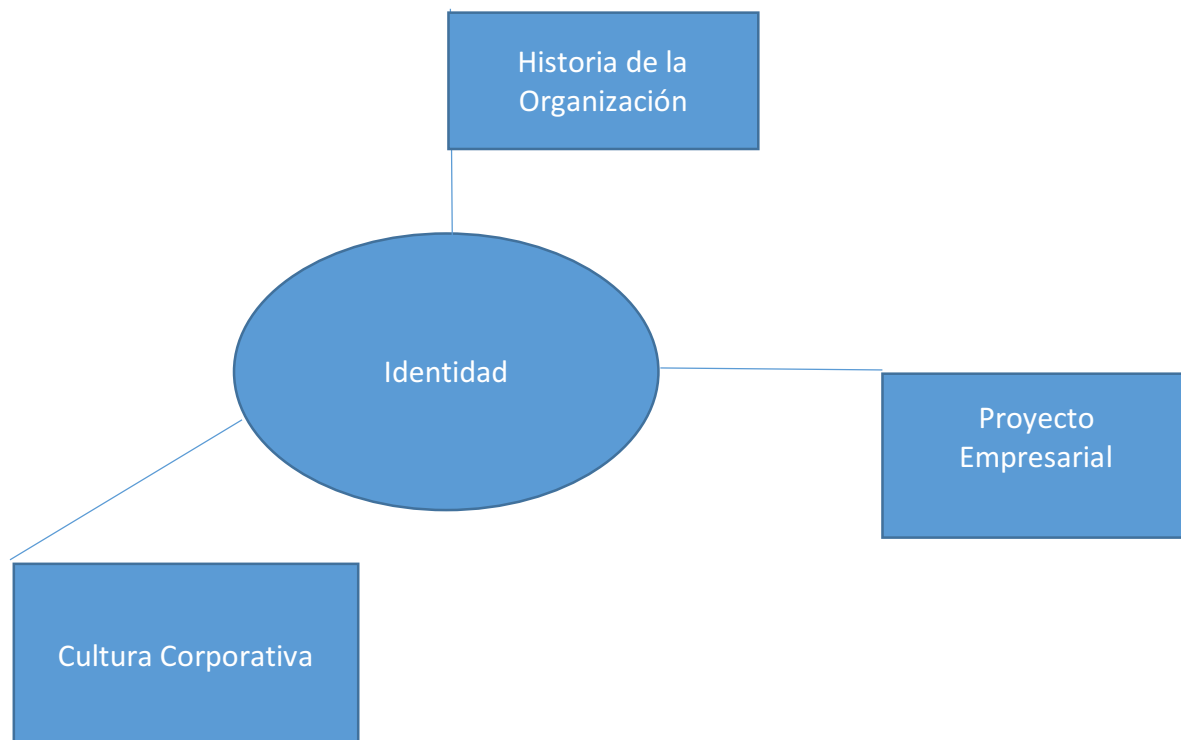 Historia de la
Organización
Identidad
Proyecto
Empresarial
Cultura Corporativa